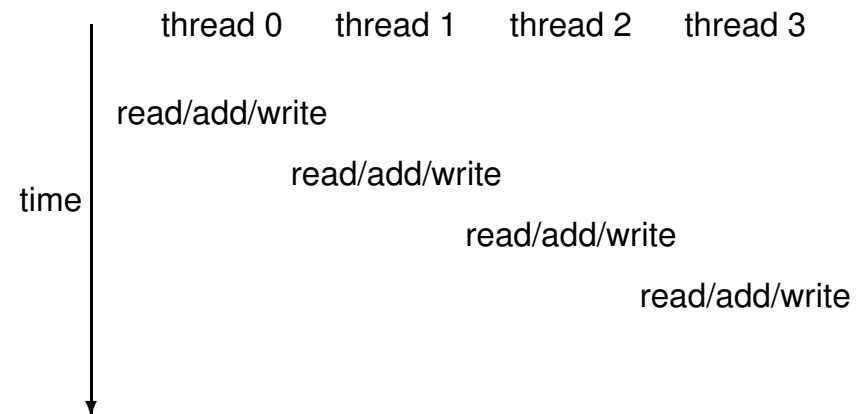 thread 0 thread 1 thread 2 thread 3
read/add/write
read/add/write
time
read/add/write
read/add/write